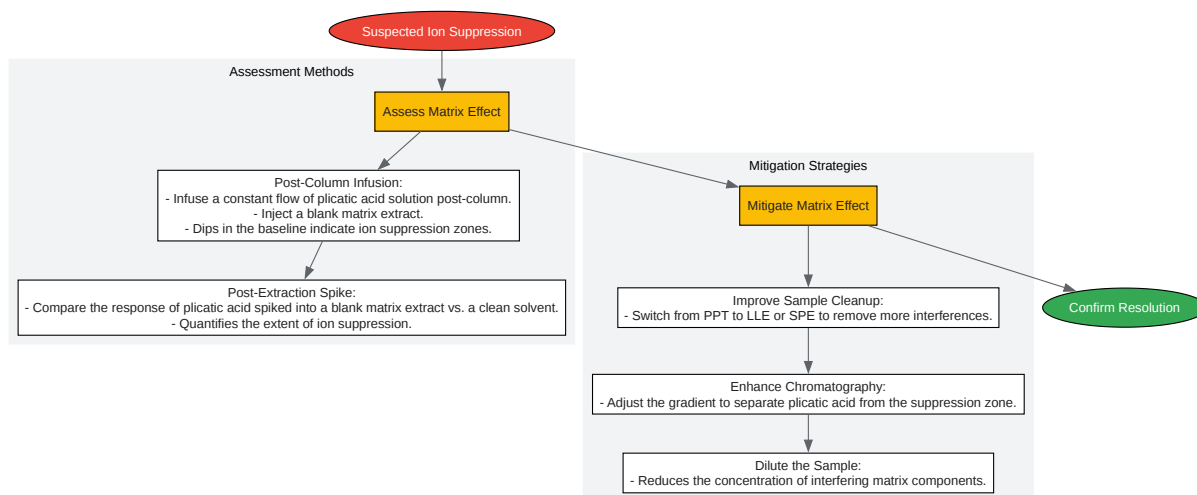 Suspected Ion Suppression
Assessment Methods
Assess Matrix Effect
Post-Column Infusion:
- Infuse a constant flow of plicatic acid solution post-column.
- Inject a blank matrix extract.
- Dips in the baseline indicate ion suppression zones.
Post-Extraction Spike:
- Compare the response of plicatic acid spiked into a blank matrix extract vs. a clean solvent.
- Quantifies the extent of ion suppression.
Mitigation Strategies
Mitigate Matrix Effect
Improve Sample Cleanup:
- Switch from PPT to LLE or SPE to remove more interferences.
Confirm Resolution
Enhance Chromatography:
- Adjust the gradient to separate plicatic acid from the suppression zone.
Dilute the Sample:
- Reduces the concentration of interfering matrix components.